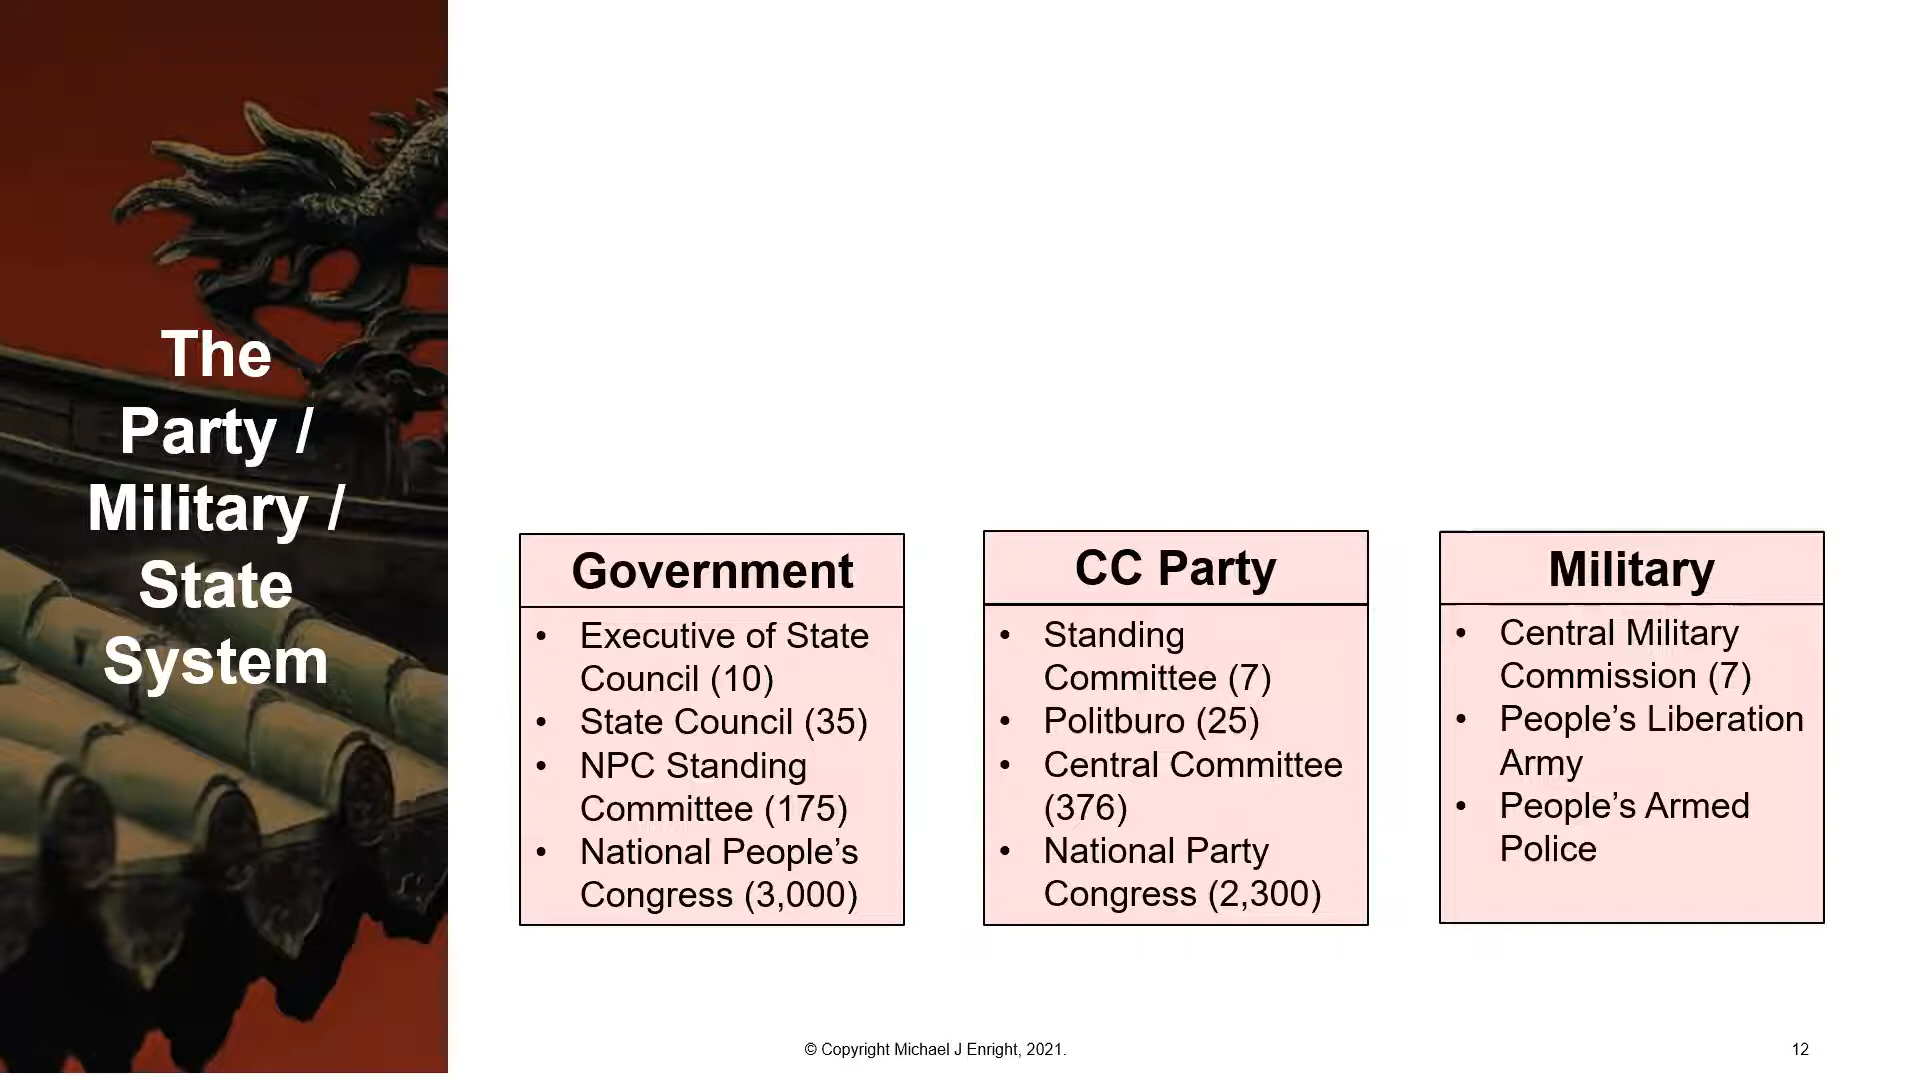 The
Party /
Military /
State
System
Government
• Executive of State
Council (10)
• State Council (35)
• NPC Standing
Committee (175)
• National People’s
Congress (3,000)
CC Party
• Standing
Committee (7)
• Politburo (25)
• Central Committee
(376)
• National Party
Congress (2,300)
Military
• Central Military
Commission (7)
• People’s Liberation
Army
• People’s Armed
Police
© Copyright Michael J Enright, 2021.
12